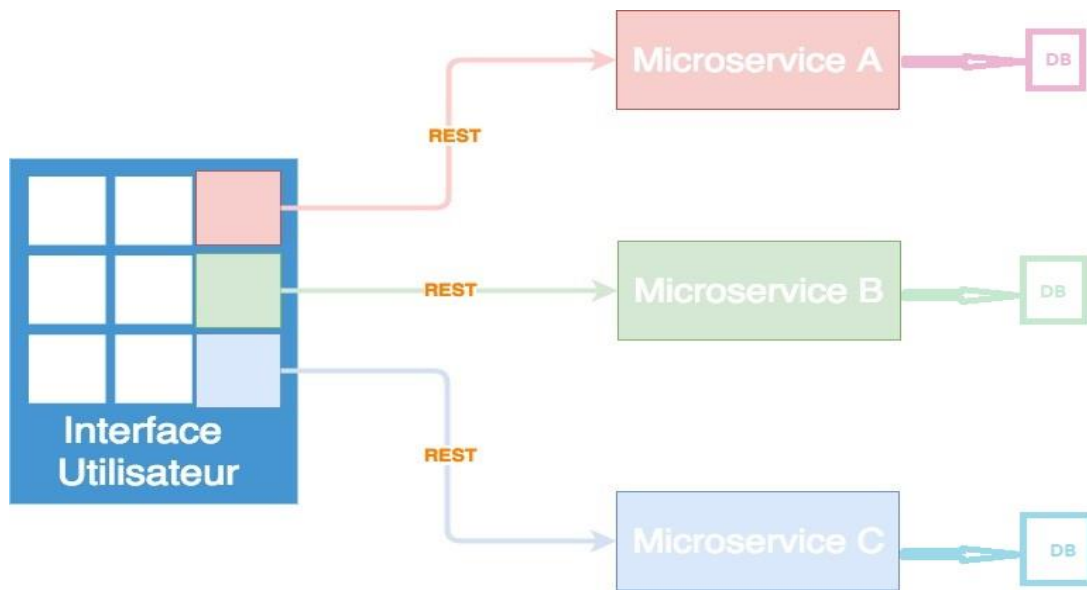 Microservice A
DB
REST
REST
Microservice B
DB
Interface
Utilisateur
REST
Microservice C
DB